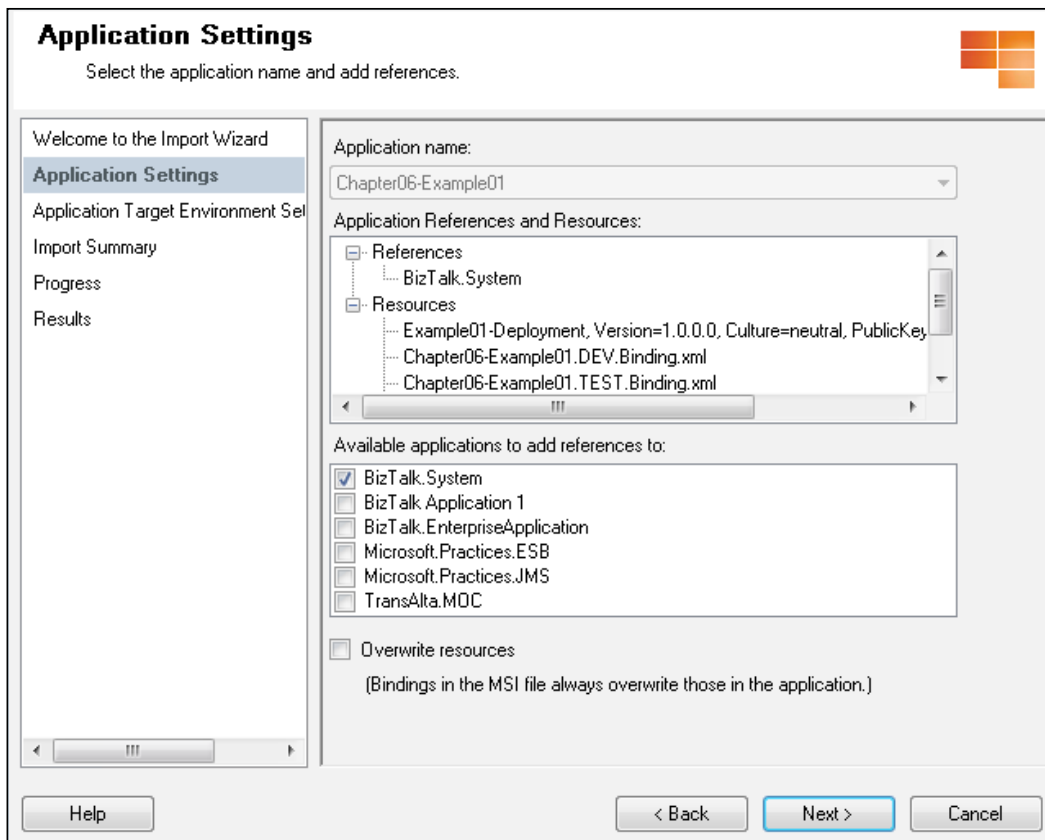 Application Settings
Select the application name and add references.
Welcome to the Import Wizard
Application Settings
Application Target Environment Set
Import Summary
Progress
Results
Application name:
Chapter06-Example01
Application References and Resources:
References
BizTalk.System
Resources
Example01-Deployment, Version=1.0.0.0, Culture=neutral, PublicKey
Chapter06-Example01.DEV.Binding.xml
Chapter06-Example01.TEST.Binding.xml
Available applications to add references to:
BizTalk.System
BizTalk Application 1
BizTalk.EnterpriseApplication
Microsoft.Practices.ESB
Microsoft.Practices.JMS
TransAlta.MOC
Overwrite resources
(Bindings in the MSI file always overwrite those in the application.)
Help
< Back
Next >
Cancel